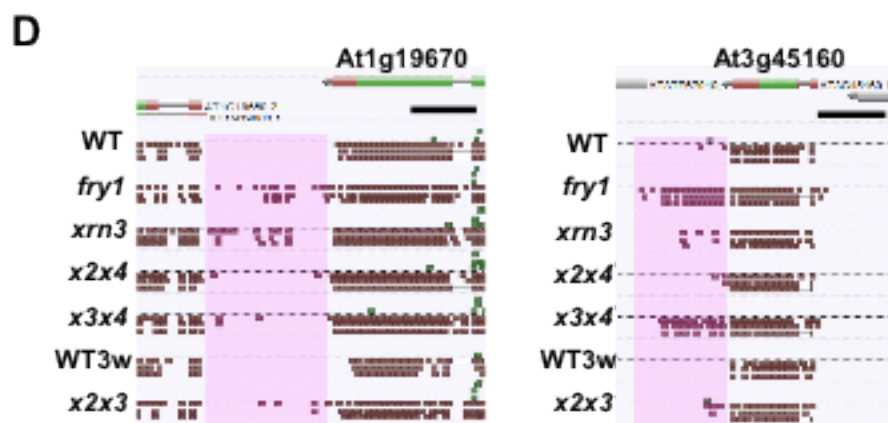 D
At1g19670
WT
fry1
xrn3
x2x4
x3x4
WT3w
x2x3
At3g45160
WT
fry1
xrn3
x2x4
x3x4
WT3w
x2x3